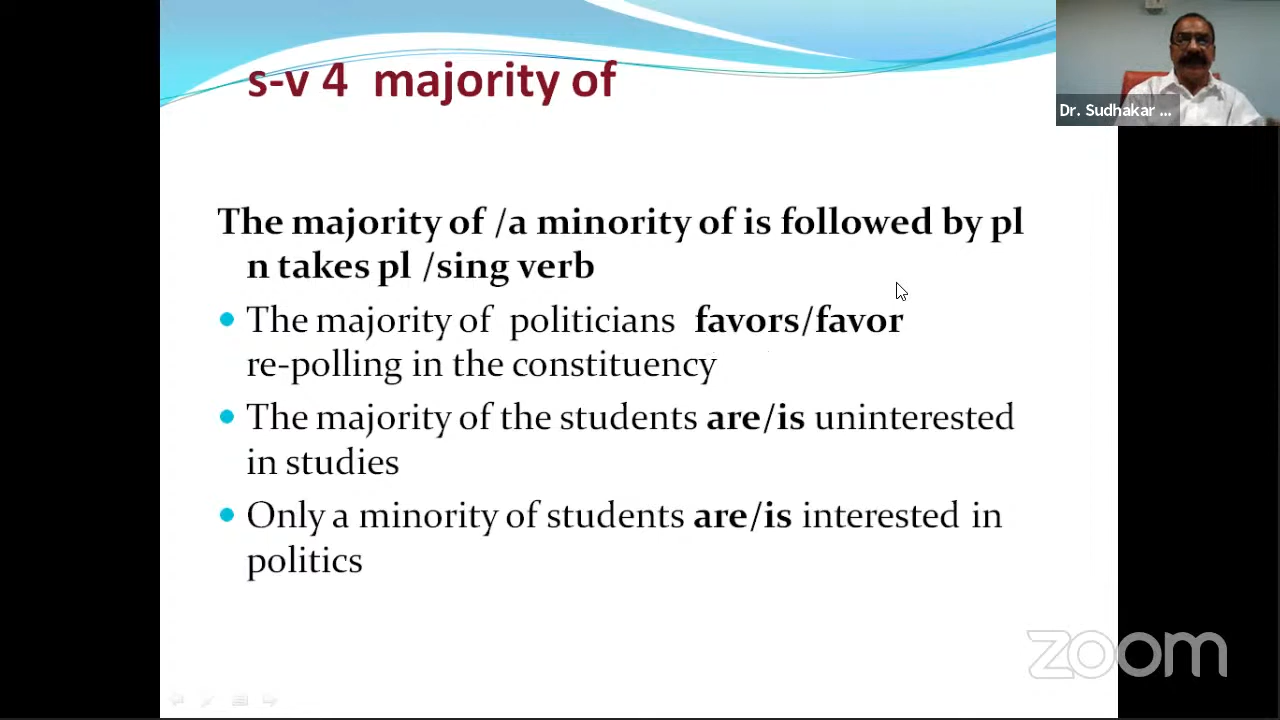 s-v 4 majority of
Dr. Sudhakar ...
The majority of /a minority of is followed by pl
n takes pl /sing verb
The majority of politicians favors/favor
re-polling in the constituency
The majority of the students are/is uninterested
in studies
Only a minority of students are/is interested in
politics
zoom